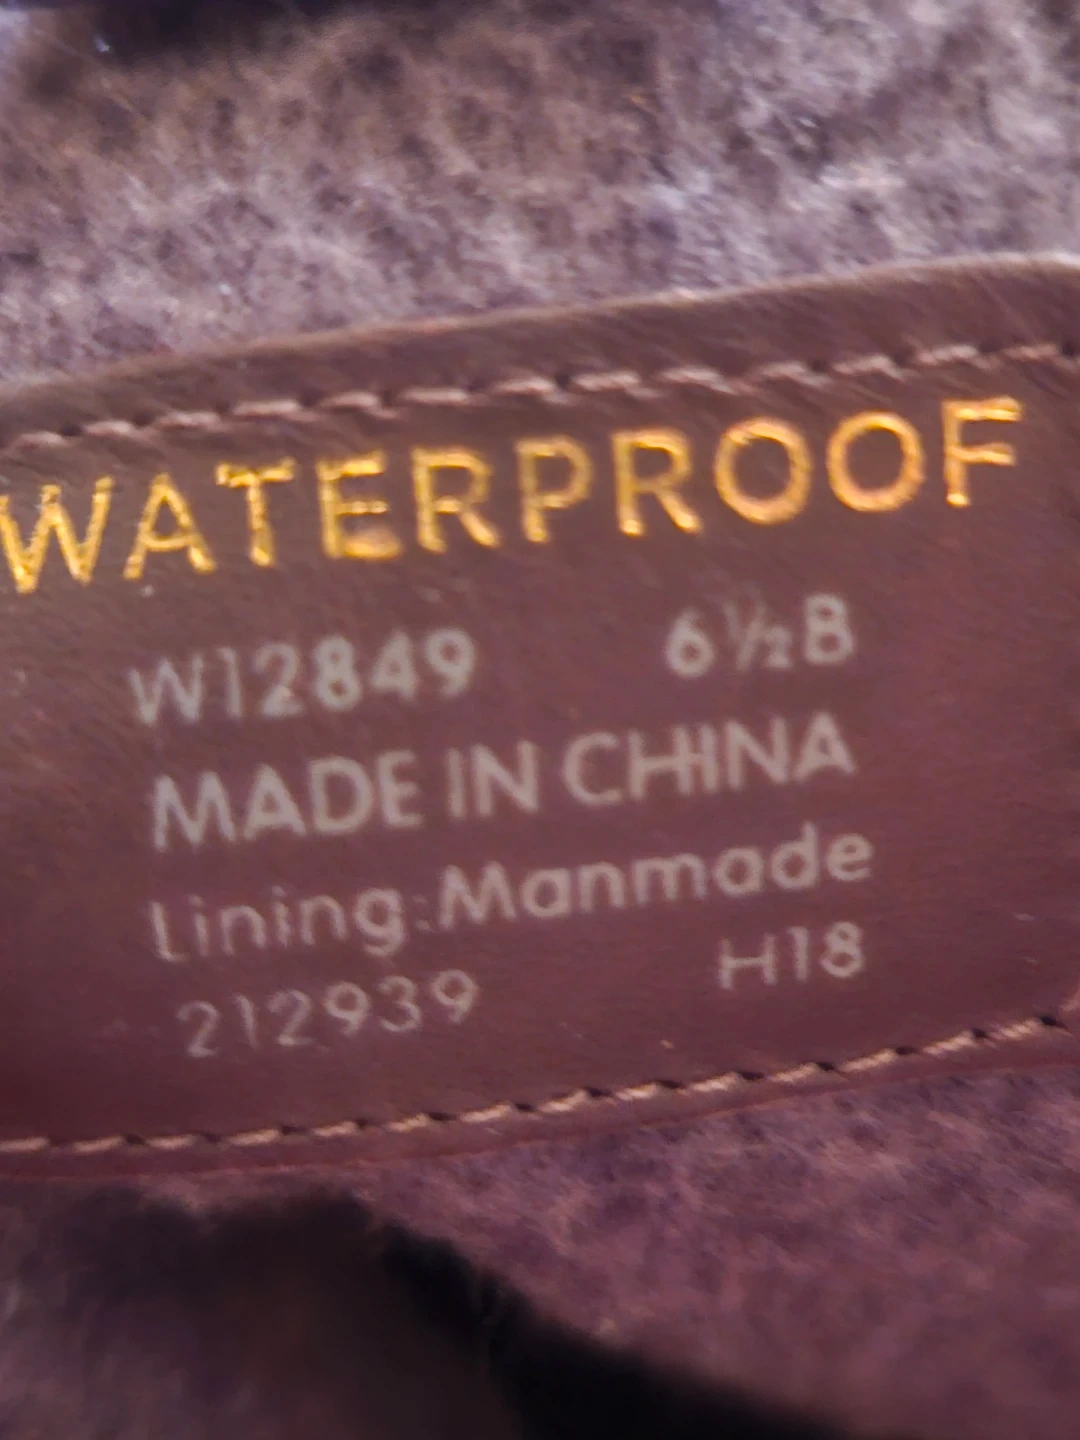 WATERPROOF
W12849 6½B
MADE IN CHINA
Lining:Manmade
212939 H18